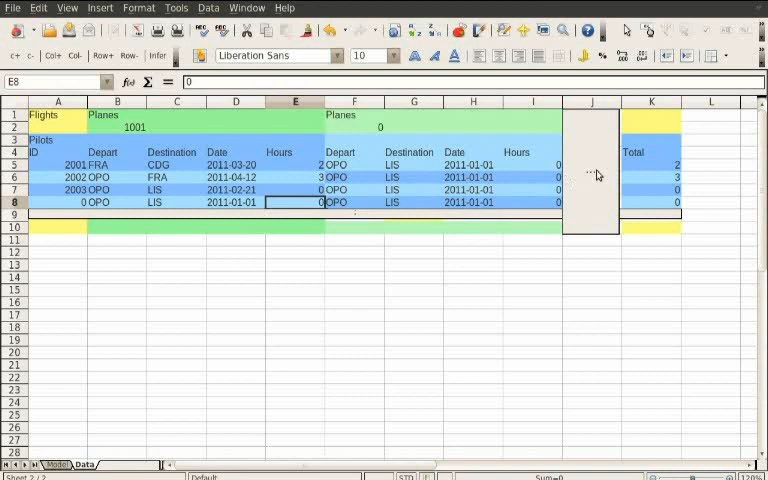 File Edit View Insert Format Tools Data Window Help
c+ c- Col+ Col- Row+ Row- Infer Liberation Sans 10
E8 f(x) Σ = 0
A B C D E F G H I J K L
1 Flights Planes Planes
2 1001 0
3 Pilots
4 ID Depart Destination Date Hours Depart Destination Date Hours Total
5 2001 FRA CDG 2011-03-20 2 OPO LIS 2011-01-01 0 2
6 2002 OPO FRA 2011-04-12 3 OPO LIS 2011-01-01 0 ... 3
7 2003 OPO LIS 2011-02-21 0 OPO LIS 2011-01-01 0 0
8 0 OPO LIS 2011-01-01 0 OPO LIS 2011-01-01 0 0
9 :
10
11
12
13
14
15
16
17
18
19
20
21
22
23
24
25
26
27
28
Model Data
Sheet 2 / 2 Default STD Sum=0 120%